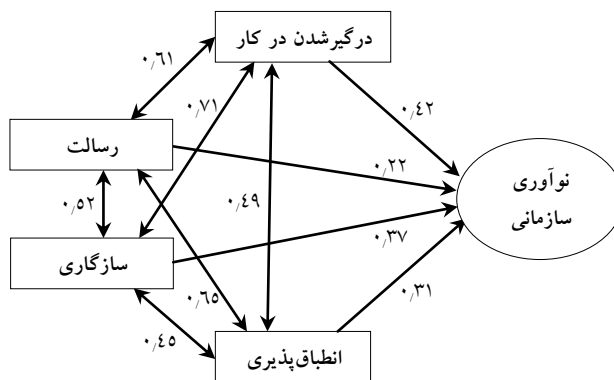 درگیرشدن در کار
۰٫۶۱
۰٫۷۱
۰٫۴۲
رسالت
۰٫۲۲
نوآوری
سازمانی
۰٫۵۲
۰٫۴۹
سازگاری
۰٫۳۷
۰٫۶۵
۰٫۳۱
۰٫۴۵
انطباق‌پذیری